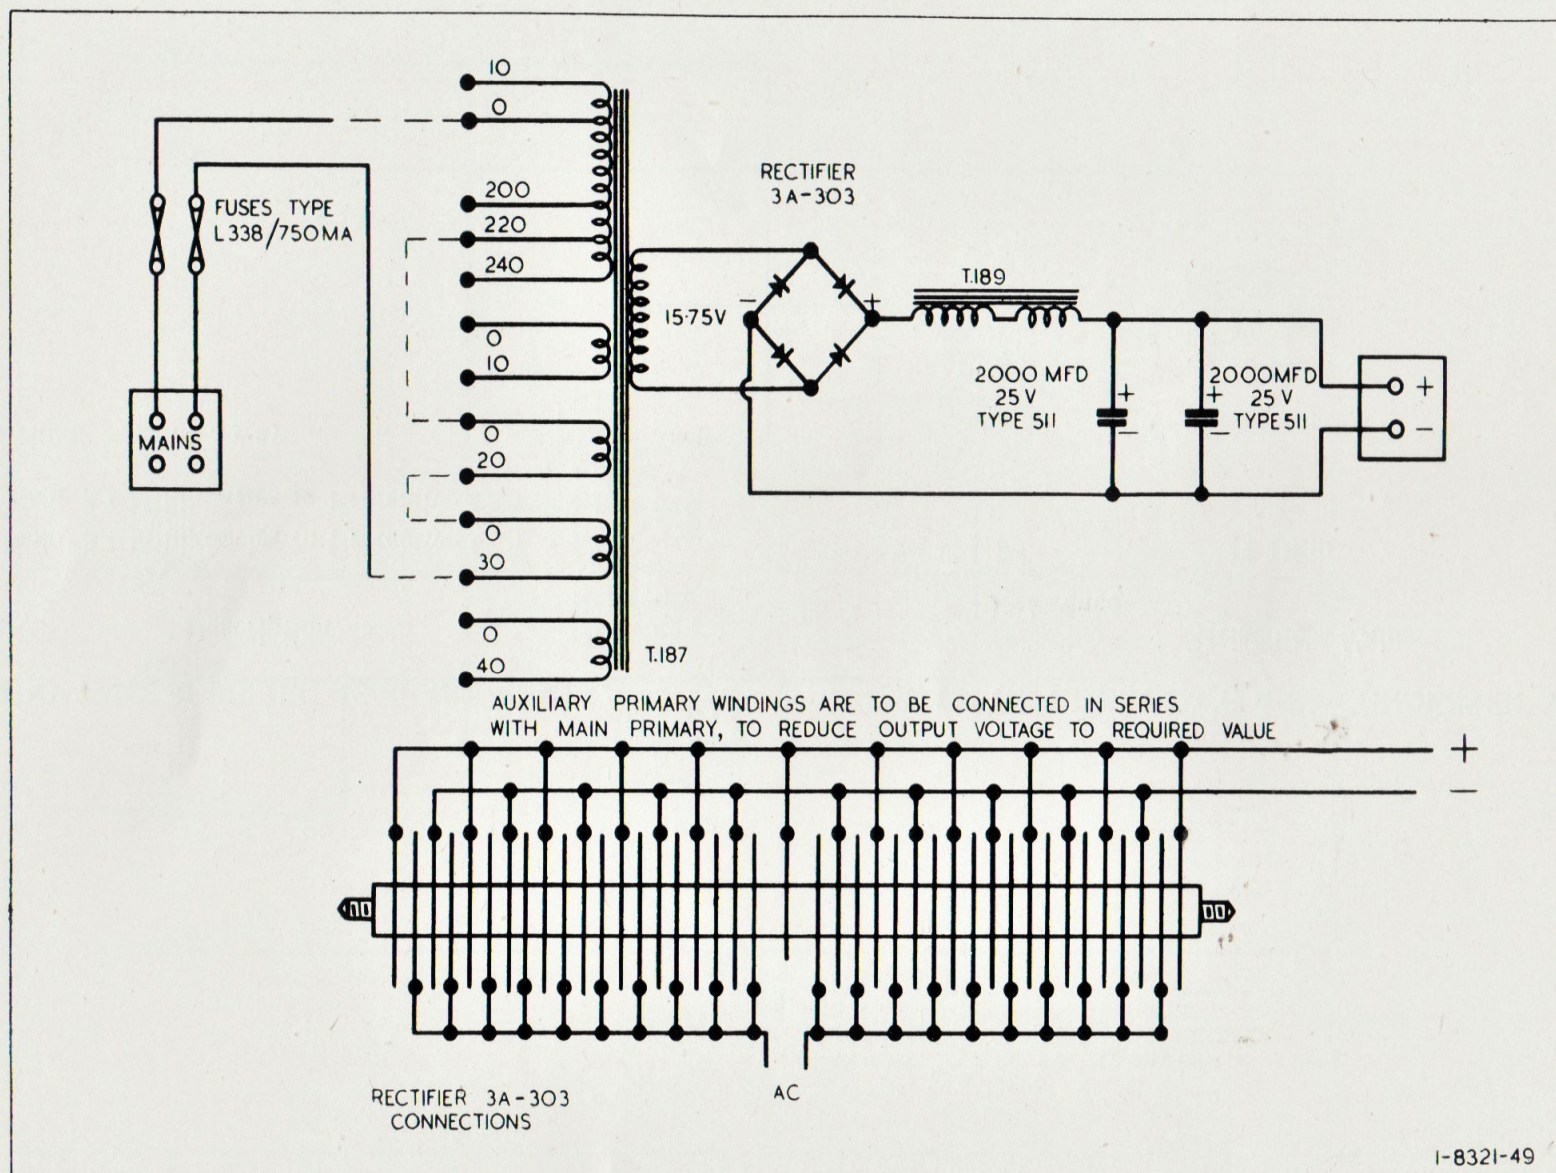 10
0
200
220
240
0
10
0
20
0
30
0
40
FUSES TYPE
L338/750MA
MAINS
RECTIFIER
3A-303
15·75V
−
+
T.189
2000 MFD
25 V
TYPE 511
+
−
2000MFD
25 V
TYPE 511
+
−
+
−
T.187
AUXILIARY PRIMARY WINDINGS ARE TO BE CONNECTED IN SERIES
WITH MAIN PRIMARY, TO REDUCE OUTPUT VOLTAGE TO REQUIRED VALUE
+
−
AC
RECTIFIER 3A-303
CONNECTIONS
1-8321-49